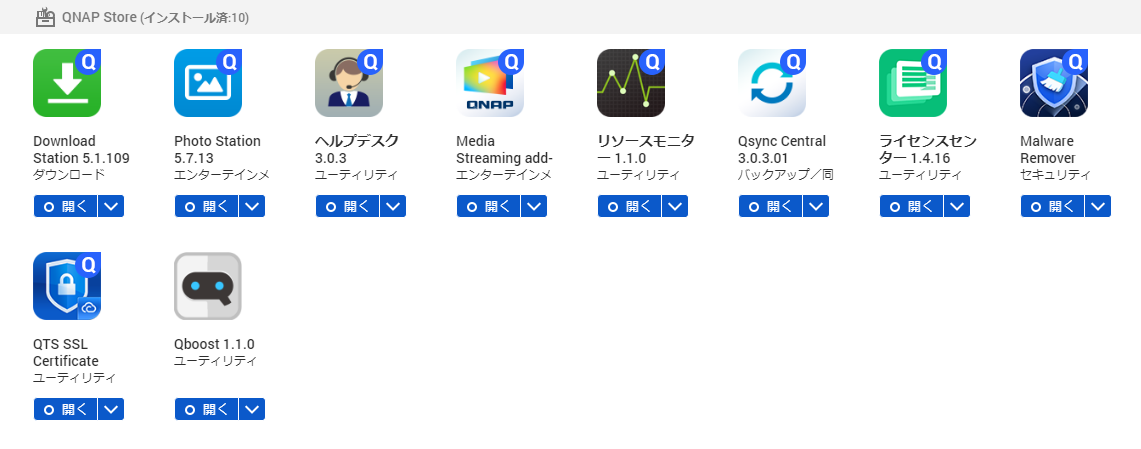 QNAP Store (インストール済:10)
Q Q Q Q Q Q Q Q
QNAP
Download Station 5.1.109
ダウンロード
開く
Photo Station 5.7.13
エンターテインメ
開く
ヘルプデスク 3.0.3
ユーティリティ
開く
Media Streaming add-
エンターテインメ
開く
リソースモニター 1.1.0
ユーティリティ
開く
Qsync Central 3.0.3.01
バックアップ／同
開く
ライセンスセンター 1.4.16
ユーティリティ
開く
Malware Remover
セキュリティ
開く
Q
QTS SSL Certificate
ユーティリティ
開く
Qboost 1.1.0
ユーティリティ
開く